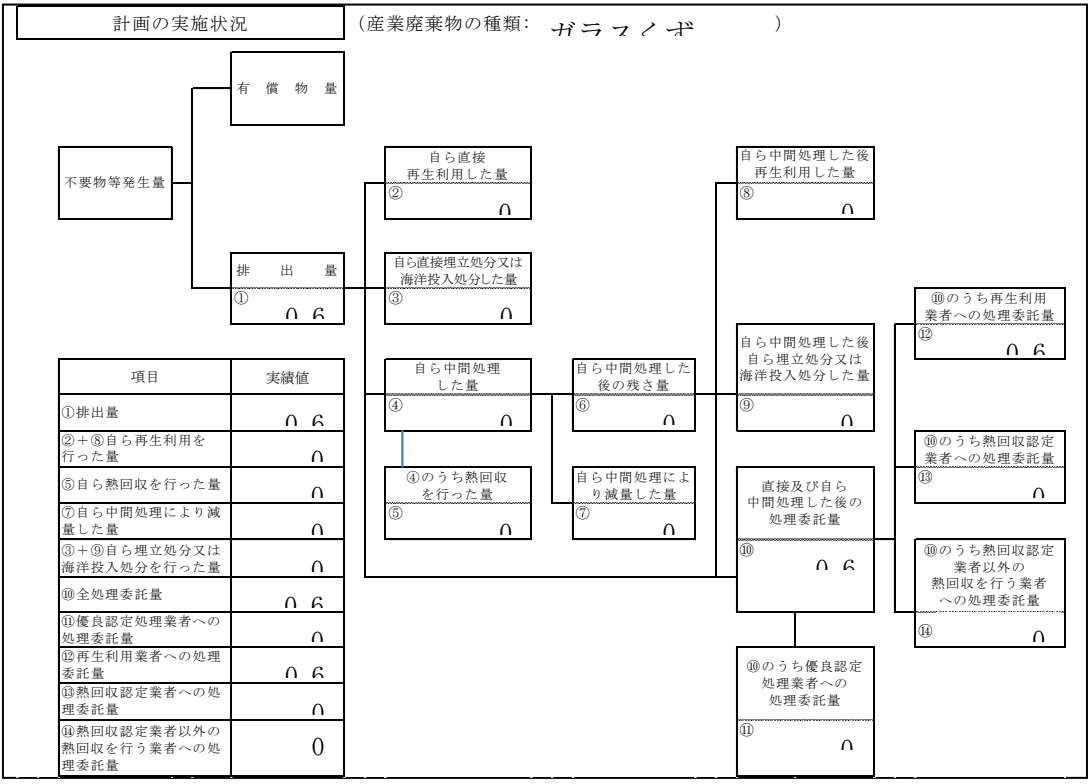 計画の実施状況 （産業廃棄物の種類： ガラスくず ）
有償物量
不要物等発生量
自ら直接
再生利用した量
②
0
自ら中間処理した後
再生利用した量
⑧
0
排出量
①
0.6
自ら直接埋立処分又は
海洋投入処分した量
③
0
⑩のうち再生利用
業者への処理委託量
⑫
0.6
自ら中間処理した後
自ら埋立処分又は
海洋投入処分した量
⑨
0
自ら中間処理
した量
④
0
自ら中間処理した
後の残さ量
⑥
0
⑩のうち熱回収認定
業者への処理委託量
⑬
0
④のうち熱回収
を行った量
⑤
0
自ら中間処理によ
り減量した量
⑦
0
直接及び自ら
中間処理した後の
処理委託量
⑩
0.6
⑩のうち熱回収認定
業者以外の
熱回収を行う業者
への処理委託量
⑭
0
⑩のうち優良認定
処理業者への
処理委託量
⑪
0
項目 実績値
①排出量 0.6
②＋⑧自ら再生利用を
行った量 0
⑤自ら熱回収を行った量 0
⑦自ら中間処理により減
量した量 0
③＋⑨自ら埋立処分又は
海洋投入処分を行った量 0
⑩全処理委託量 0.6
⑪優良認定処理業者への
処理委託量 0
⑫再生利用業者への処理
委託量 0.6
⑬熱回収認定業者への処
理委託量 0
⑭熱回収認定業者以外の
熱回収を行う業者への処
理委託量 0